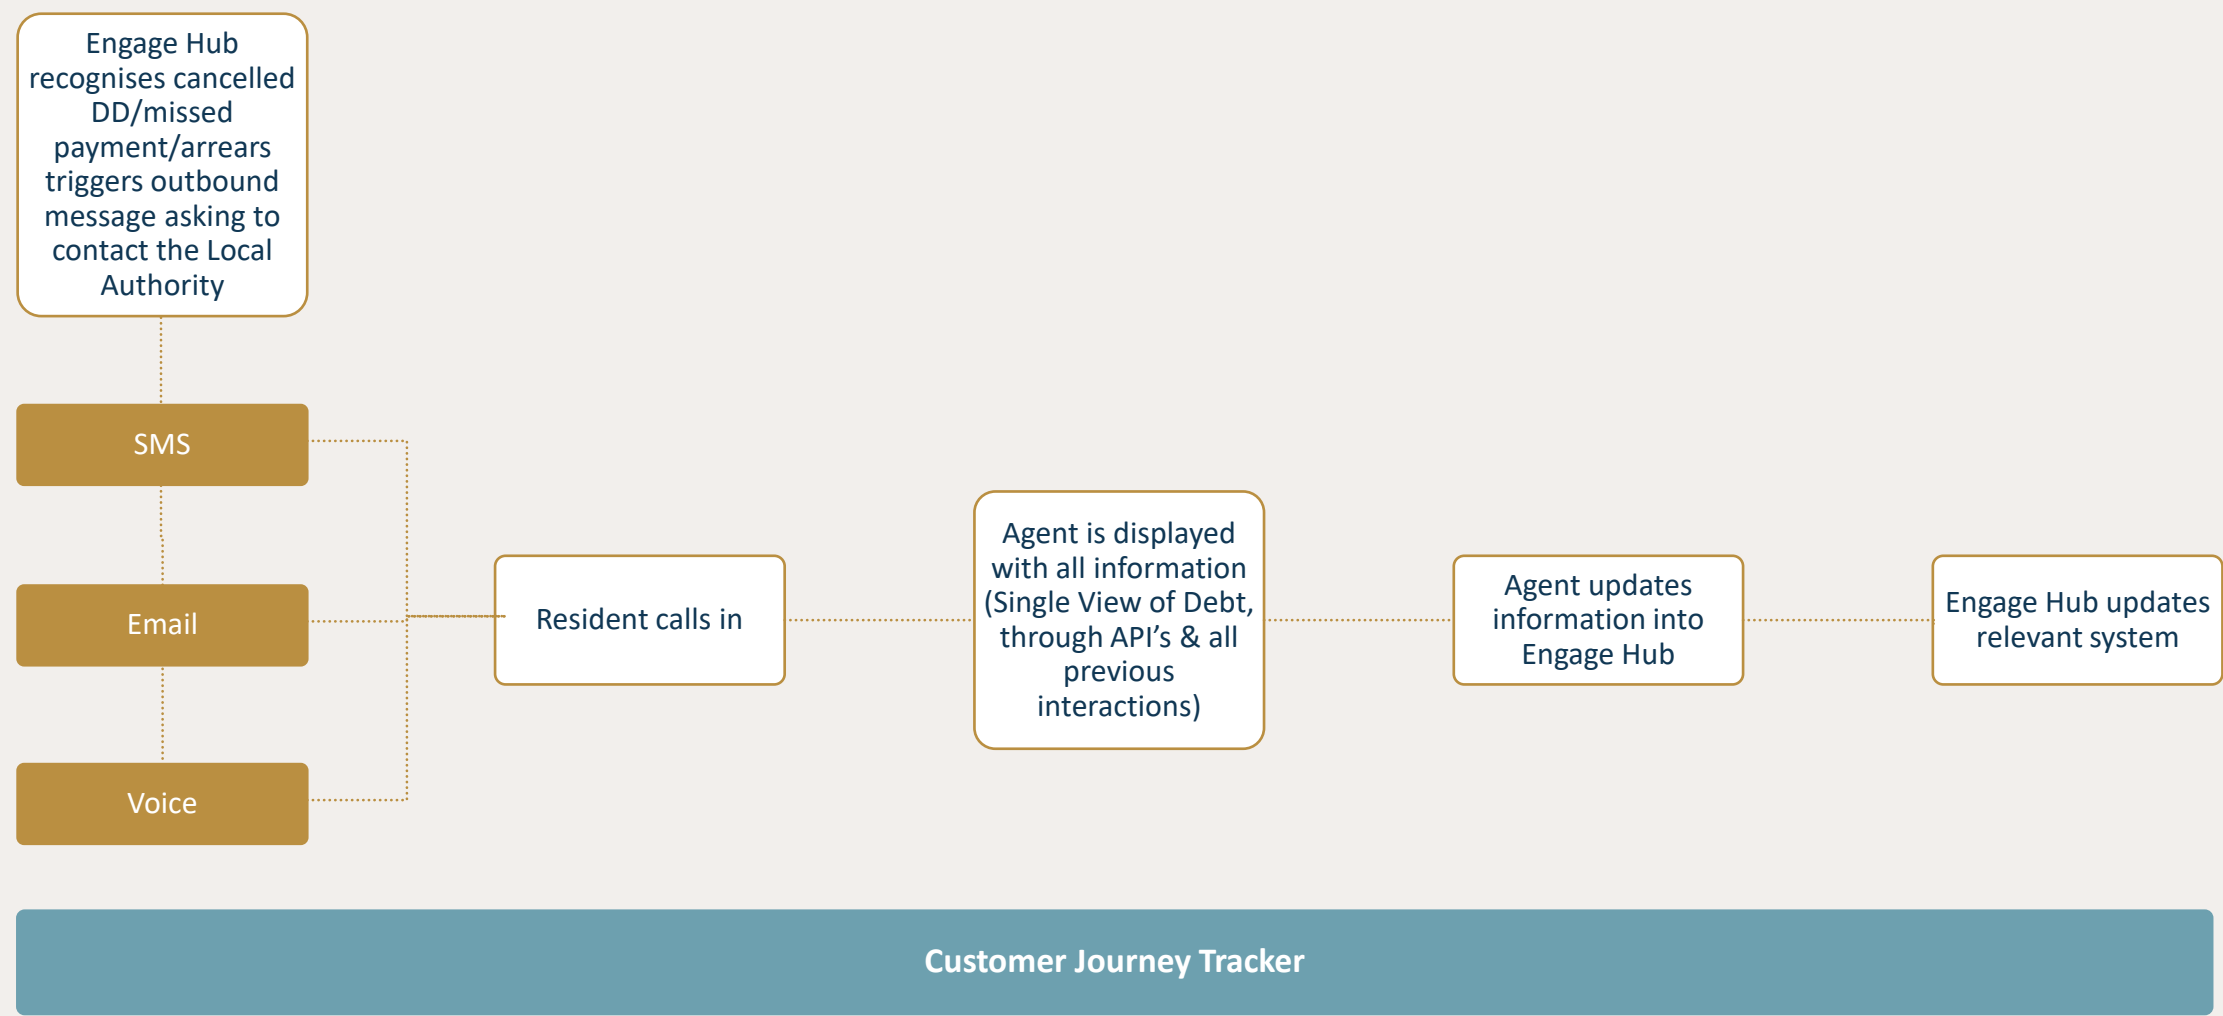 Engage Hub
recognises cancelled
DD/missed
payment/arrears
triggers outbound
message asking to
contact the Local
Authority
SMS
Email
Voice
Resident calls in
Agent is displayed
with all information
(Single View of Debt,
through API’s & all
previous
interactions)
Agent updates
information into
Engage Hub
Engage Hub updates
relevant system
Customer Journey Tracker